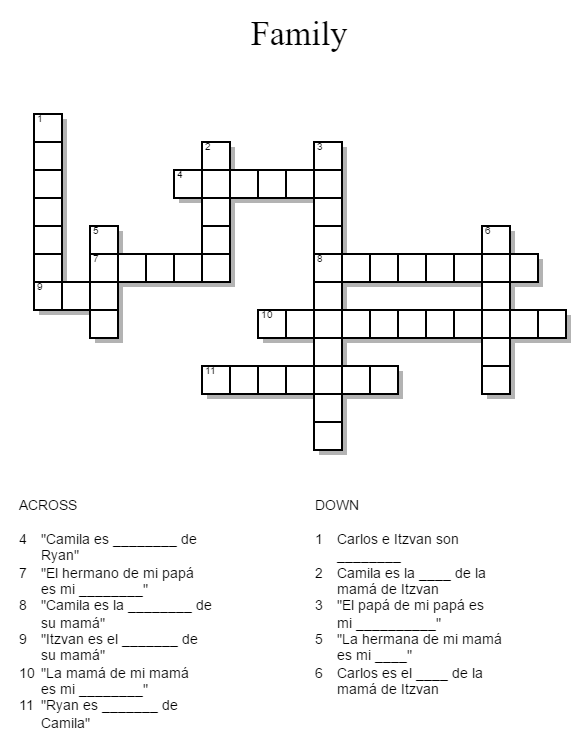 Family
1
2
3
4
5
6
7
8
9
10
11
ACROSS
4 "Camila es ________ de
Ryan"
7 "El hermano de mi papá
es mi ________"
8 "Camila es la ________ de
su mamá"
9 "Itzvan es el _______ de
su mamá"
10 "La mamá de mi mamá
es mi ________"
11 "Ryan es _______ de
Camila"
DOWN
1 Carlos e Itzvan son
________
2 Camila es la ____ de la
mamá de Itzvan
3 "El papá de mi papá es
mi __________"
5 "La hermana de mi mamá
es mi ____"
6 Carlos es el ____ de la
mamá de Itzvan